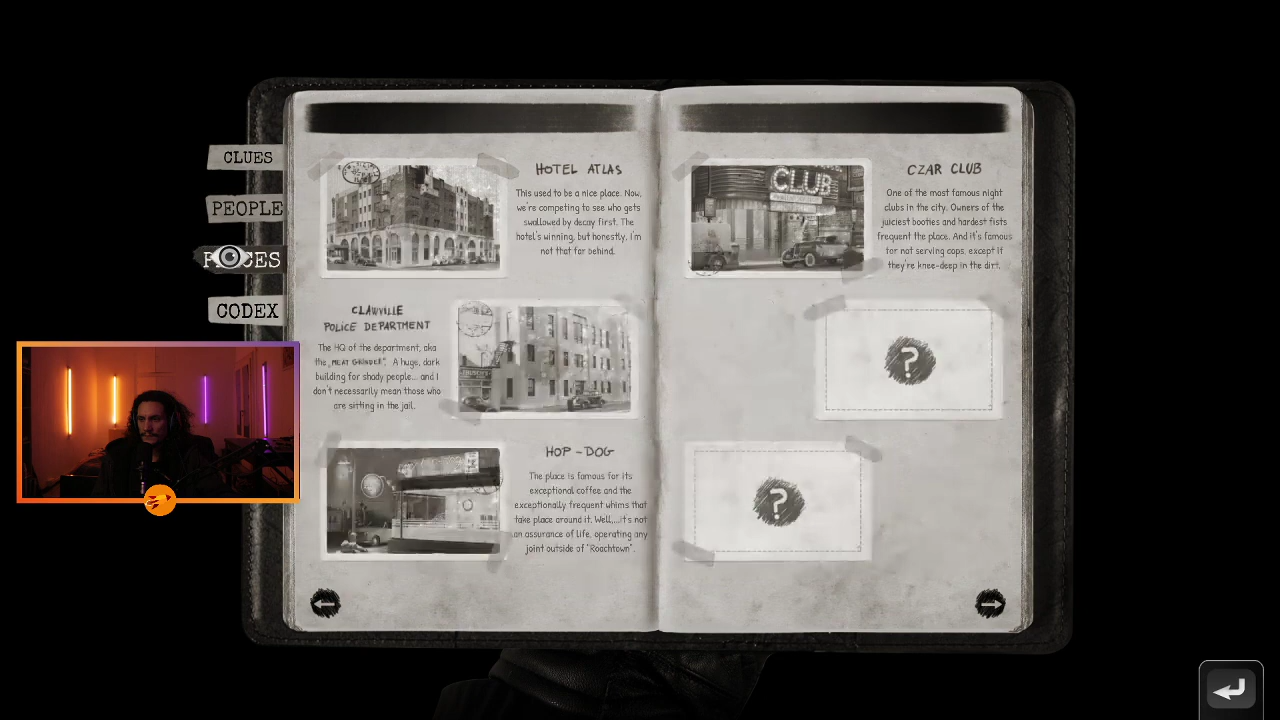 CLUES
PEOPLE
CODEX
HOTEL ATLAS
This used to be a nice place. Now,
we're competing to see who gets
swallowed by decay first. The
hotel's winning, but honestly, I'm
not that far behind.
CLAWVILLE
POLICE DEPARTMENT
The HQ of the department, aka
the „MEAT GRINDER". A huge, dark
building for shady people... and I
don't necessarily mean those who
are sitting in the jail.
HOP-DOG
The place is famous for its
exceptional coffee and the
exceptionally frequent whims that
take place around it. Well,...it's not
an assurance of life, operating any
joint outside of "Roachtown".
CZAR CLUB
One of the most famous night
clubs in the city. Owners of the
juiciest booties and hardest fists
frequent the place. And it's famous
for not serving cops, except if
they're knee-deep in the dirt.
CLUB
?
?